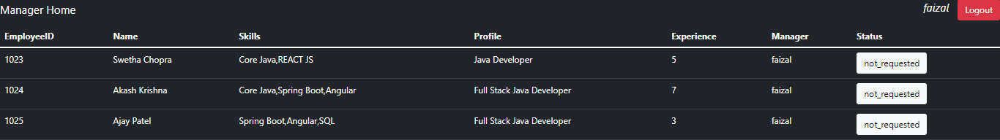 Manager Home faizal Logout
EmployeeID Name Skills Profile Experience Manager Status
1023 Swetha Chopra Core Java,REACT JS Java Developer 5 faizal not_requested
1024 Akash Krishna Core Java,Spring Boot,Angular Full Stack Java Developer 7 faizal not_requested
1025 Ajay Patel Spring Boot,Angular,SQL Full Stack Java Developer 3 faizal not_requested